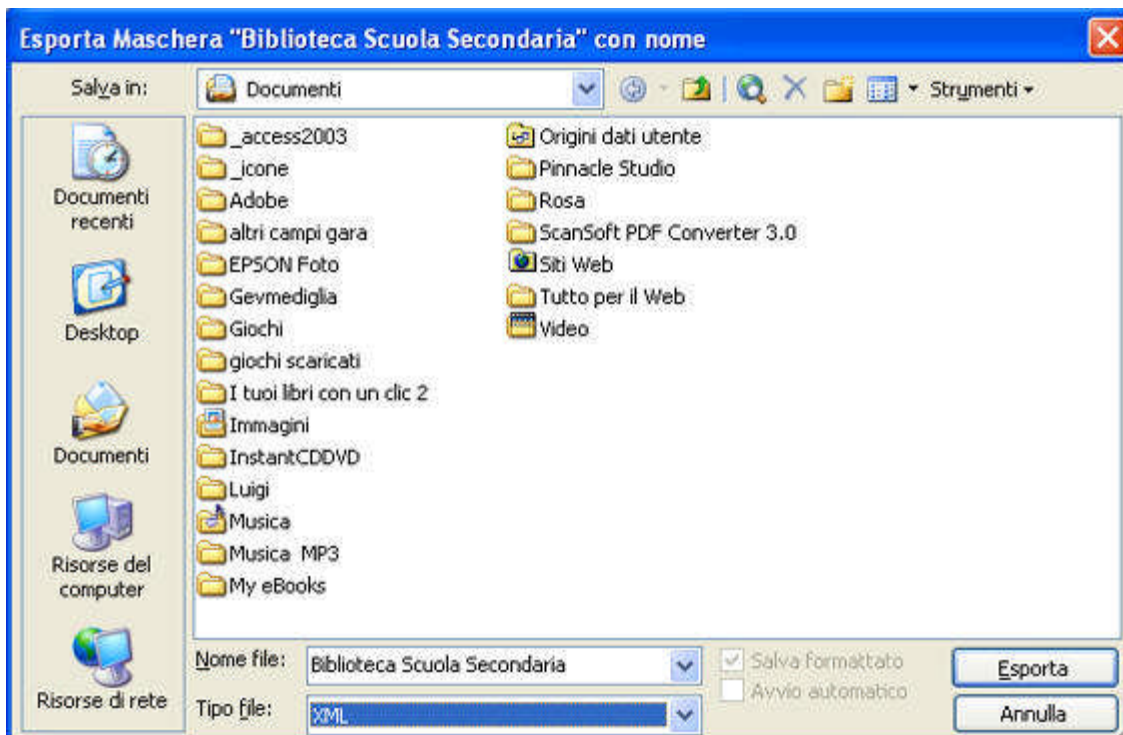 Esporta Maschera "Biblioteca Scuola Secondaria" con nome
Salva in:
Documenti
Strumenti
Documenti
recenti
Desktop
Documenti
Risorse del
computer
Risorse di rete
_access2003
_icone
Adobe
altri campi gara
EPSON Foto
Gevmediglia
Giochi
giochi scaricati
I tuoi libri con un clic 2
Immagini
InstantCDDVD
Luigi
Musica
Musica MP3
My eBooks
Origini dati utente
Pinnacle Studio
Rosa
ScanSoft PDF Converter 3.0
Siti Web
Tutto per il Web
Video
Nome file:
Biblioteca Scuola Secondaria
Tipo file:
XML
Salva formattato
Avvio automatico
Esporta
Annulla